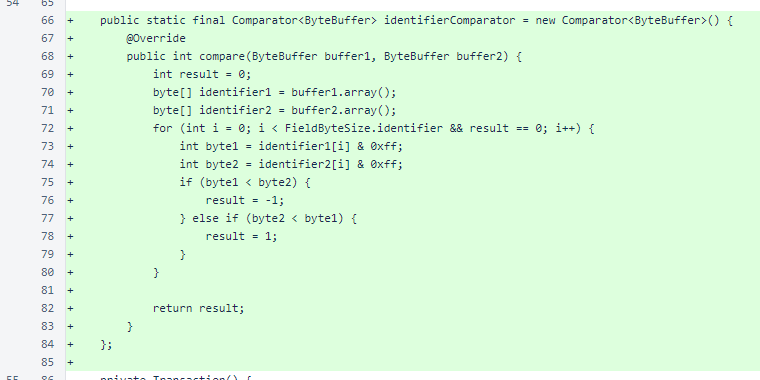 54 65
66 + public static final Comparator<ByteBuffer> identifierComparator = new Comparator<ByteBuffer>() {
67 + @Override
68 + public int compare(ByteBuffer buffer1, ByteBuffer buffer2) {
69 + int result = 0;
70 + byte[] identifier1 = buffer1.array();
71 + byte[] identifier2 = buffer2.array();
72 + for (int i = 0; i < FieldByteSize.identifier && result == 0; i++) {
73 + int byte1 = identifier1[i] & 0xff;
74 + int byte2 = identifier2[i] & 0xff;
75 + if (byte1 < byte2) {
76 + result = -1;
77 + } else if (byte2 < byte1) {
78 + result = 1;
79 + }
80 + }
81 +
82 + return result;
83 + }
84 + };
85 +
55 86 private Transaction() {